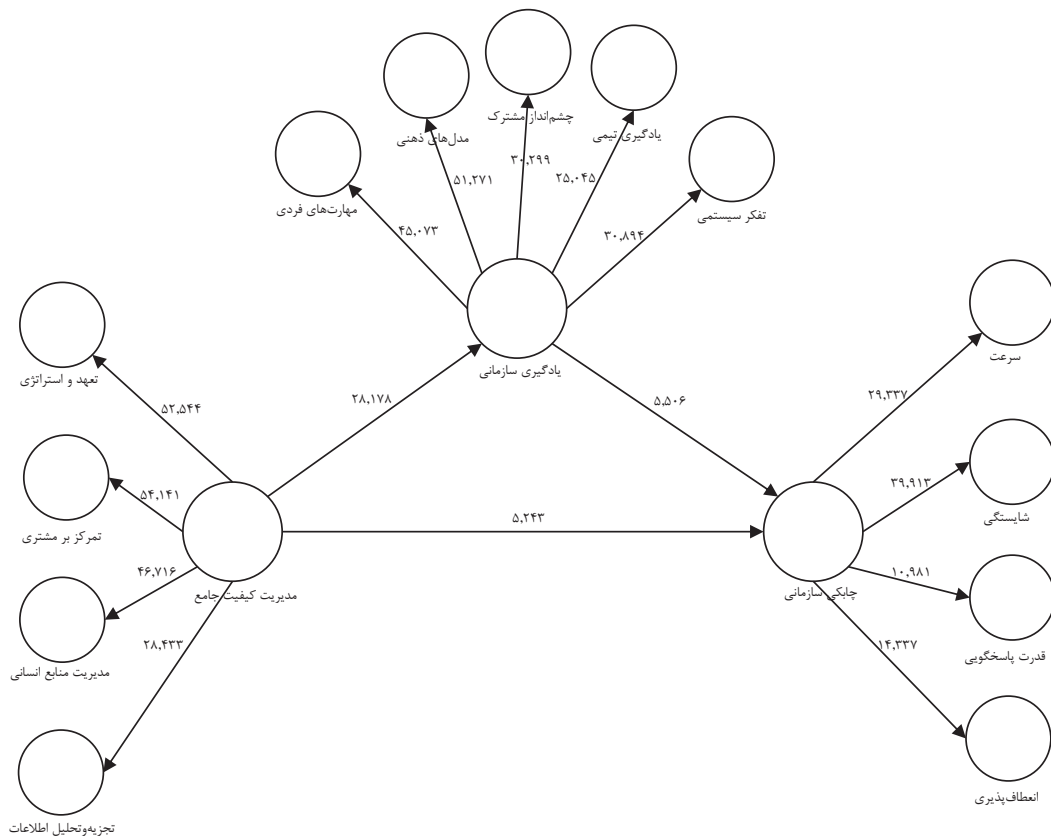 چشم‌انداز مشترک
یادگیری تیمی
مدل‌های ذهنی
۳۰,۲۹۹
۲۵,۰۴۵
۵۱,۲۷۱
تفکر سیستمی
مهارت‌های فردی
۳۰,۸۹۴
۴۵,۰۷۳
سرعت
یادگیری سازمانی
تعهد و استراتژی
۲۹,۳۳۷
۵,۵۰۶
۲۸,۱۷۸
۵۲,۵۴۴
شایستگی
۳۹,۹۱۳
۵۴,۱۴۱
۵,۲۴۳
تمرکز بر مشتری
۱۰,۹۸۱
۴۶,۷۱۶
چابکی سازمانی
مدیریت کیفیت جامع
۱۴,۳۳۷
۲۸,۴۳۳
قدرت پاسخگویی
مدیریت منابع انسانی
انعطاف‌پذیری
تجزیه‌وتحلیل اطلاعات